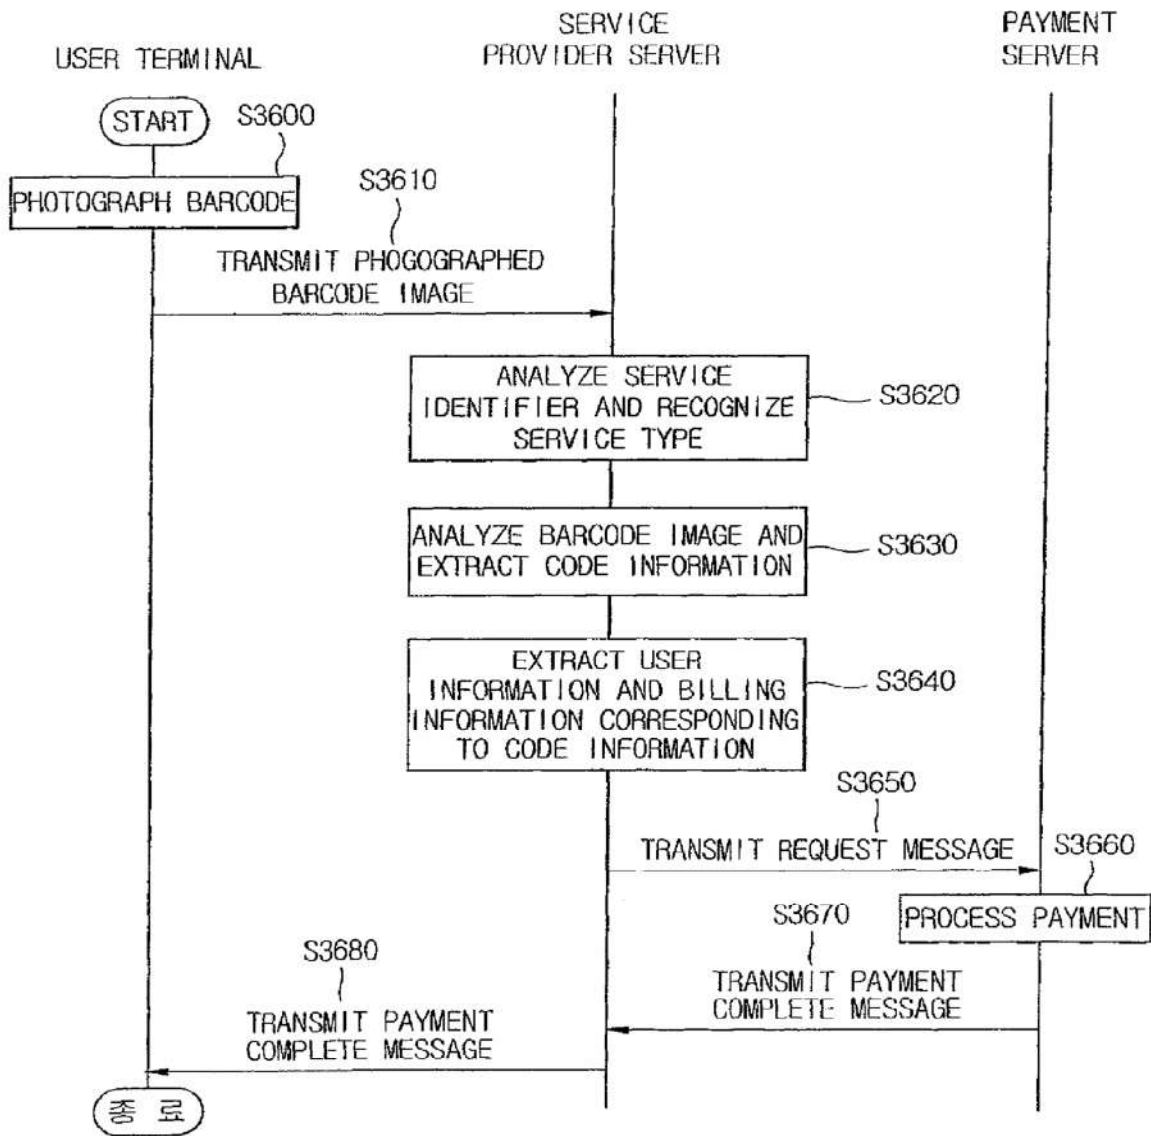 USER TERMINAL
SERVICE
PROVIDER SERVER
PAYMENT
SERVER
START
S3600
PHOTOGRAPH BARCODE
S3610
TRANSMIT PHOGOGRAPHED
BARCODE IMAGE
ANALYZE SERVICE
IDENTIFIER AND RECOGNIZE
SERVICE TYPE
S3620
ANALYZE BARCODE IMAGE AND
EXTRACT CODE INFORMATION
S3630
EXTRACT USER
INFORMATION AND BILLING
INFORMATION CORRESPONDING
TO CODE INFORMATION
S3640
S3650
TRANSMIT REQUEST MESSAGE
S3660
PROCESS PAYMENT
S3670
TRANSMIT PAYMENT
COMPLETE MESSAGE
S3680
TRANSMIT PAYMENT
COMPLETE MESSAGE
종 료